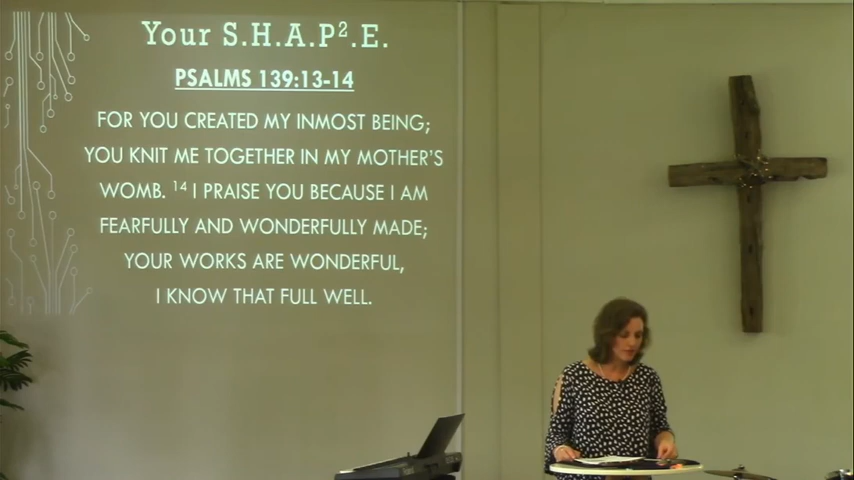 Your S.H.A.P².E.
PSALMS 139:13-14
FOR YOU CREATED MY INMOST BEING;
YOU KNIT ME TOGETHER IN MY MOTHER'S
WOMB. ¹⁴ I PRAISE YOU BECAUSE I AM
FEARFULLY AND WONDERFULLY MADE;
YOUR WORKS ARE WONDERFUL,
I KNOW THAT FULL WELL.